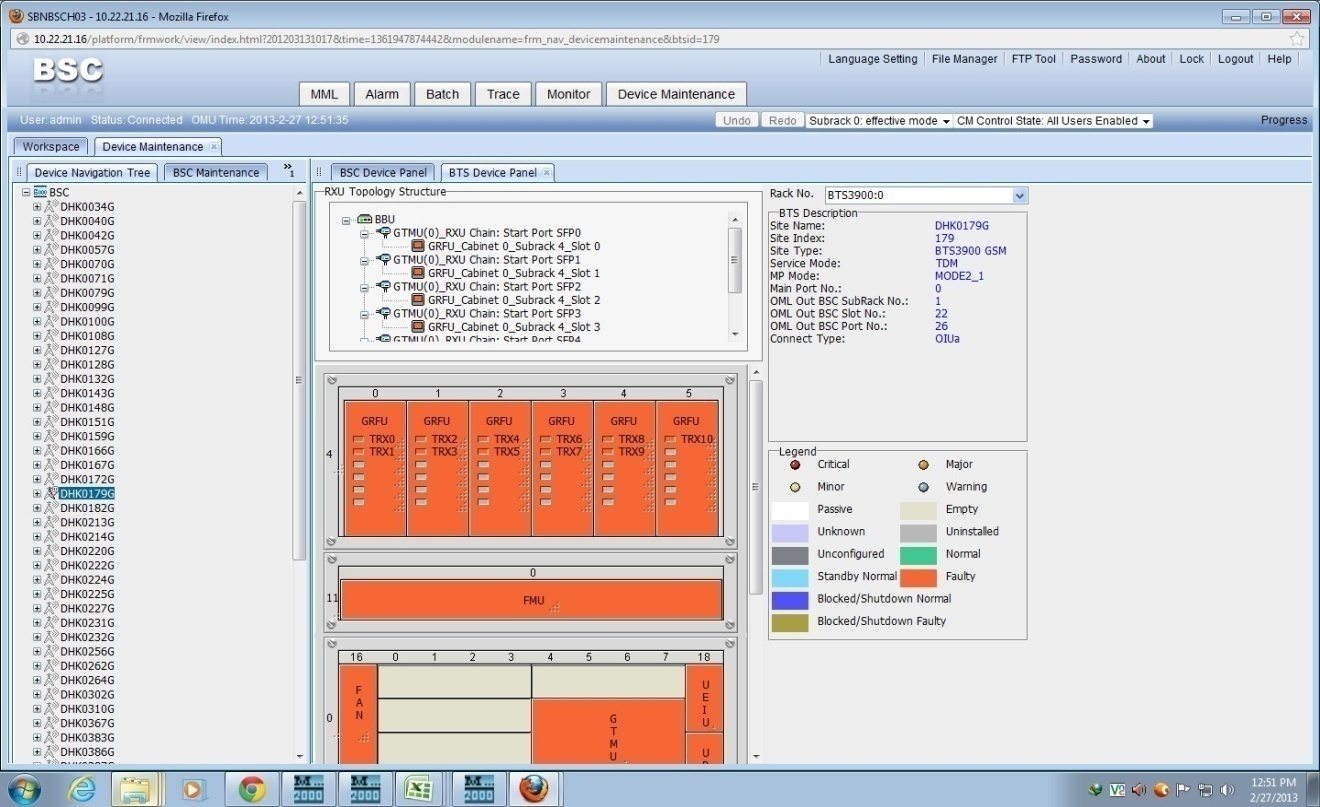 SBNBSCH03 - 10.22.21.16 - Mozilla Firefox
10.22.21.16/platform/frmwork/view/index.html?201203131017&time=1361947874442&modulename=frm_nav_devicemaintenance&btsid=179
BSC
Language Setting File Manager FTP Tool Password About Lock Logout Help
MML Alarm Batch Trace Monitor Device Maintenance
User: admin Status: Connected OMU Time: 2013-2-27 12:51:35 Undo Redo Subrack 0: effective mode CM Control State: All Users Enabled Progress
Workspace Device Maintenance
Device Navigation Tree BSC Maintenance 1
BSC
DHK0034G
DHK0040G
DHK0042G
DHK0057G
DHK0070G
DHK0071G
DHK0079G
DHK0099G
DHK0100G
DHK0108G
DHK0127G
DHK0128G
DHK0132G
DHK0143G
DHK0148G
DHK0151G
DHK0159G
DHK0166G
DHK0167G
DHK0172G
DHK0179G
DHK0182G
DHK0213G
DHK0214G
DHK0220G
DHK0222G
DHK0224G
DHK0225G
DHK0227G
DHK0231G
DHK0232G
DHK0256G
DHK0262G
DHK0264G
DHK0302G
DHK0310G
DHK0367G
DHK0383G
DHK0386G
BSC Device Panel BTS Device Panel
RXU Topology Structure
BBU
GTMU(0)_RXU Chain: Start Port SFP0
GRFU_Cabinet 0_Subrack 4_Slot 0
GTMU(0)_RXU Chain: Start Port SFP1
GRFU_Cabinet 0_Subrack 4_Slot 1
GTMU(0)_RXU Chain: Start Port SFP2
GRFU_Cabinet 0_Subrack 4_Slot 2
GTMU(0)_RXU Chain: Start Port SFP3
GRFU_Cabinet 0_Subrack 4_Slot 3
GTMU(0)_RXU Chain: Start Port SFP4
0 1 2 3 4 5
GRFU GRFU GRFU GRFU GRFU GRFU
TRX0 TRX2 TRX4 TRX6 TRX8 TRX10
TRX1 TRX3 TRX5 TRX7 TRX9
4
0
11 FMU
16 0 1 2 3 4 5 6 7 18
0
FAN
GTMU
UEIU
U
Rack No. BTS3900:0
BTS Description
Site Name: DHK0179G
Site Index: 179
Site Type: BTS3900 GSM
Service Mode: TDM
MP Mode: MODE2_1
Main Port No.: 0
OML Out BSC SubRack No.: 1
OML Out BSC Slot No.: 22
OML Out BSC Port No.: 26
Connect Type: OIUa
Legend
Critical Major
Minor Warning
Passive Empty
Unknown Uninstalled
Unconfigured Normal
Standby Normal Faulty
Blocked/Shutdown Normal
Blocked/Shutdown Faulty
M 2000 M 2000 M 2000
12:51 PM
2/27/2013